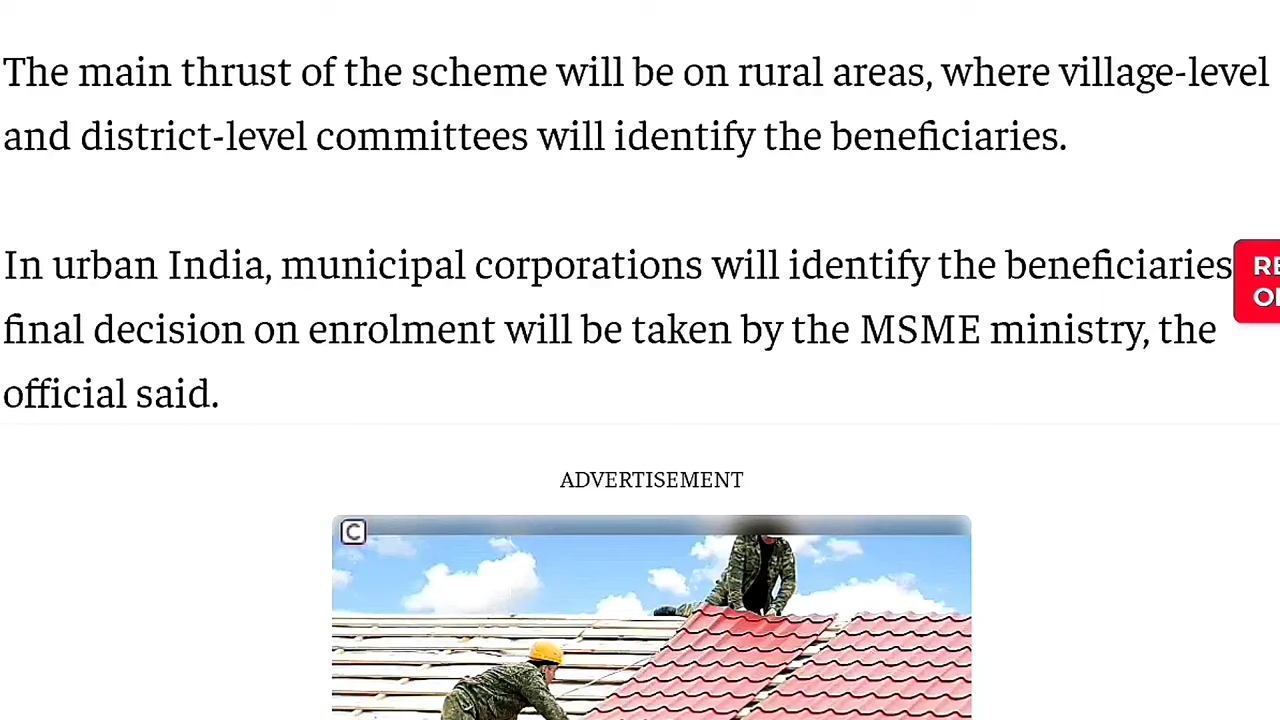 The main thrust of the scheme will be on rural areas, where village-level
and district-level committees will identify the beneficiaries.
In urban India, municipal corporations will identify the beneficiaries
final decision on enrolment will be taken by the MSME ministry, the
official said.
ADVERTISEMENT
C